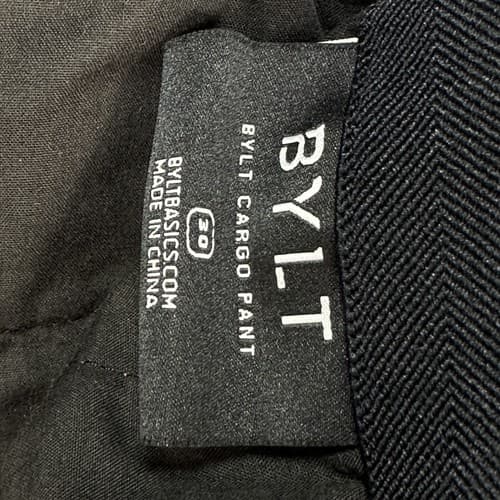 BYLT
BYLT CARGO PANT
30
BYLTBASICS.COM
MADE IN CHINA